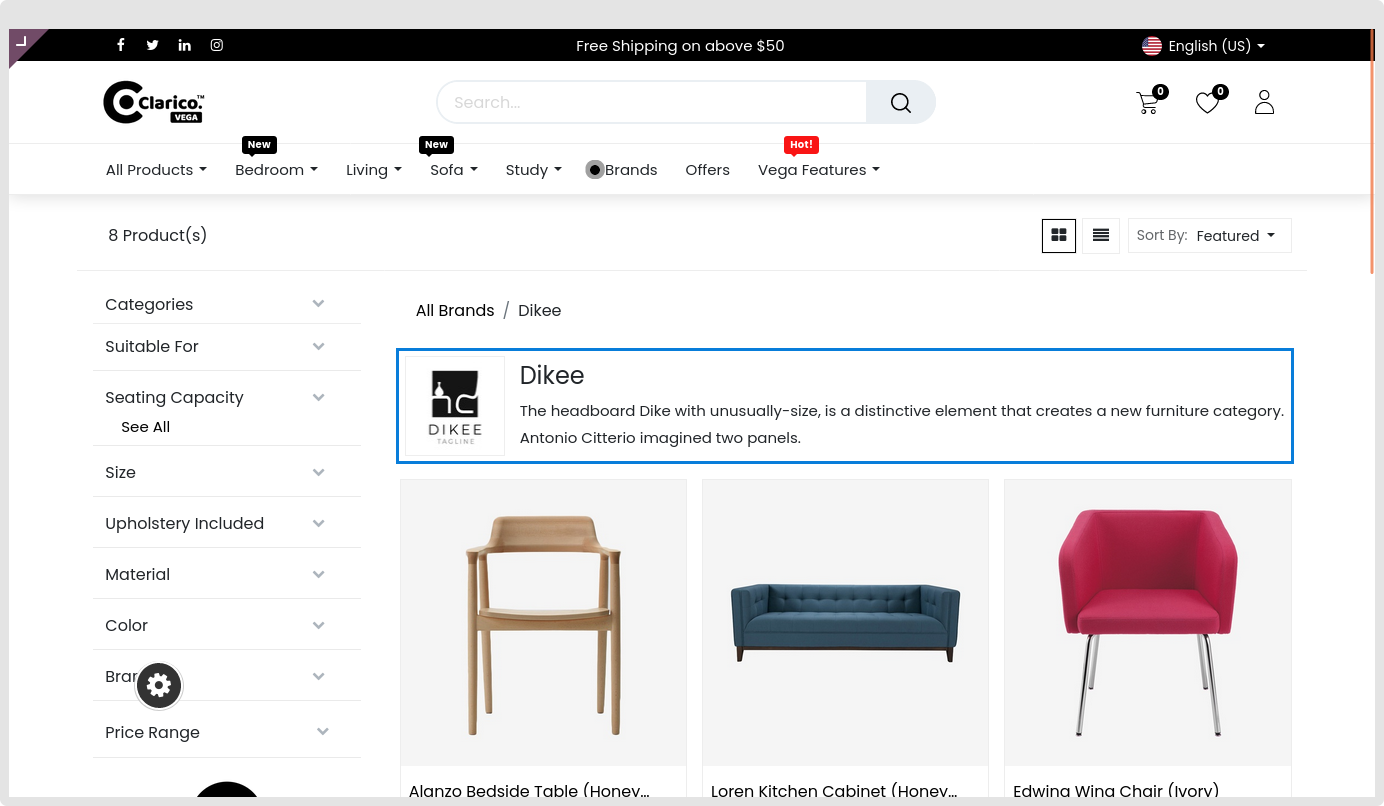 Free Shipping on above $50
English (US)
Clarico.™
VEGA
Search...
0
0
New
New
Hot!
All Products
Bedroom
Living
Sofa
Study
Brands
Offers
Vega Features
8 Product(s)
Sort By: Featured
Categories
Suitable For
Seating Capacity
See All
Size
Upholstery Included
Material
Color
Price Range
All Brands / Dikee
DIKEE
TAGLINE
Dikee
The headboard Dike with unusually-size, is a distinctive element that creates a new furniture category.
Antonio Citterio imagined two panels.
Alanzo Bedside Table (Honey...
Loren Kitchen Cabinet (Honey...
Edwing Wing Chair (Ivory)